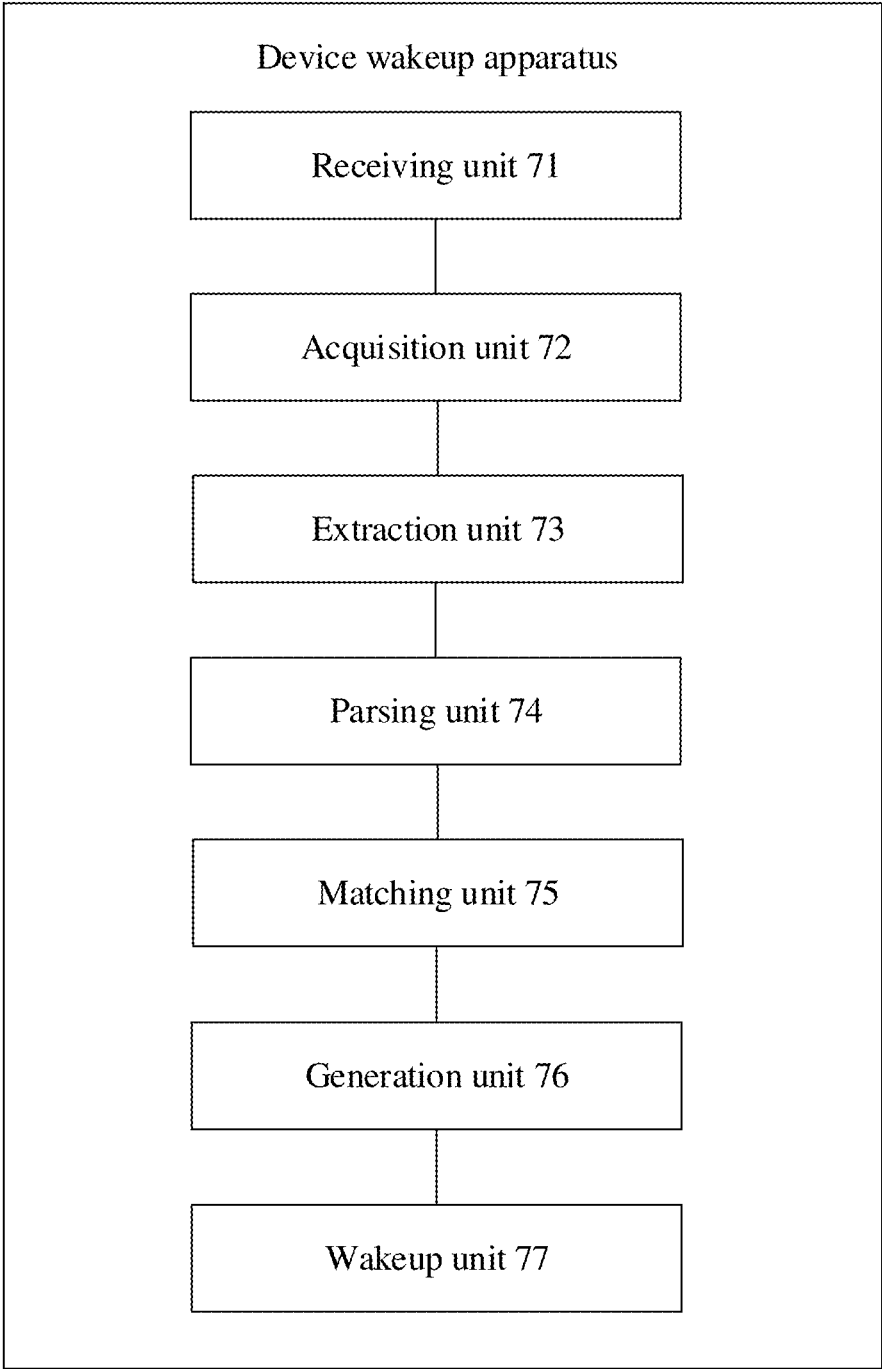 Device wakeup apparatus
Receiving unit 71
Acquisition unit 72
Extraction unit 73
Parsing unit 74
Matching unit 75
Generation unit 76
Wakeup unit 77